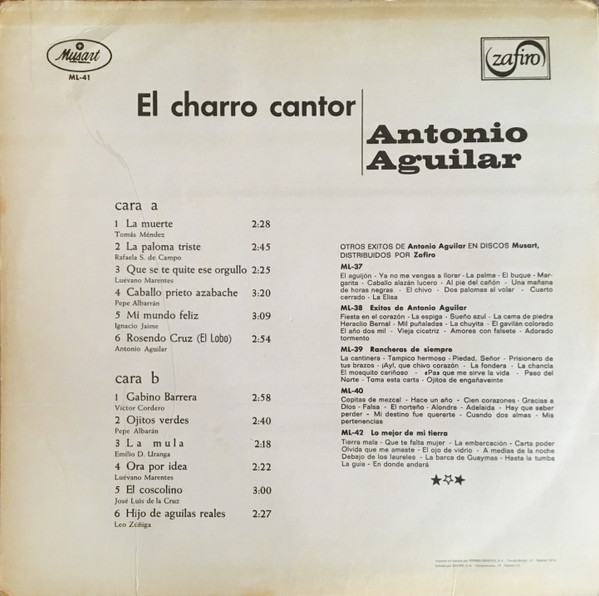 Musart
ML-41
zafiro
El charro cantor
Antonio
Aguilar
cara a
1 La muerte 2:28
Tomás Méndez
2 La paloma triste 2:45
Rafaela S. de Campo
3 Que se te quite ese orgullo 2:25
Luévano Marentes
4 Caballo prieto azabache 3:20
Pepe Albarrán
5 Mi mundo feliz 3:09
Ignacio Jaime
6 Rosendo Cruz (El Lobo) 2:54
Antonio Aguilar
cara b
1 Gabino Barrera 2:58
Víctor Cordero
2 Ojitos verdes 2:40
Pepe Albarán
3 La mula 2:18
Emilio D. Uranga
4 Ora por idea 2:22
Luévano Marentes
5 El coscolino 3:00
José Luis de la Cruz
6 Hijo de aguilas reales 2:27
Leo Zúñiga
OTROS EXITOS DE Antonio Aguilar EN DISCOS Musart,
DISTRIBUIDOS POR Zafiro
ML-37
El aguijón - Ya no me vengas a llorar - La palma - El buque - Mar-
garita - Caballo alazán lucero - Al pie del cañón - Una mañana
de horas negras - El chivo - Dos palomas al volar - Cuarto
cerrado - La Elisa
ML-38 Exitos de Antonio Aguilar
Fiesta en el corazón - La espiga - Sueño azul - La cama de piedra
Heraclio Bernal - Mil puñaladas - La chuyita - El gavilán colorado
El año dos mil - Vieja cicatriz - Amores con falsete - Adorado
tormento
ML-39 Rancheras de siempre
La cantinera - Tampico hermoso - Piedad, Señor - Prisionero de
tus brazos - ¡Ay!, que chivo corazón - La fondera - La chancla
El mosquito cariñoso - «Pa» que me sirve la vida - Paso del
Norte - Toma esta carta - Ojitos de engañaveinte
ML-40
Copitas de mezcal - Hace un año - Cien corazones - Gracias a
Dios - Falsa - El norteño - Alondra - Adelaida - Hay que saber
perder - Mi destino fue quererte - Cuando dos almas - Mis
pertenencias
ML-42 Lo mejor de mi tierra
Tierra mala - Que te falta mujer - La embarcación - Carta poder
Olvida que me amaste - El ojo de vidrio - A medias de la noche
Debajo de los laureles - La barca de Guaymas - Hasta la tumba
La guía - En donde andará